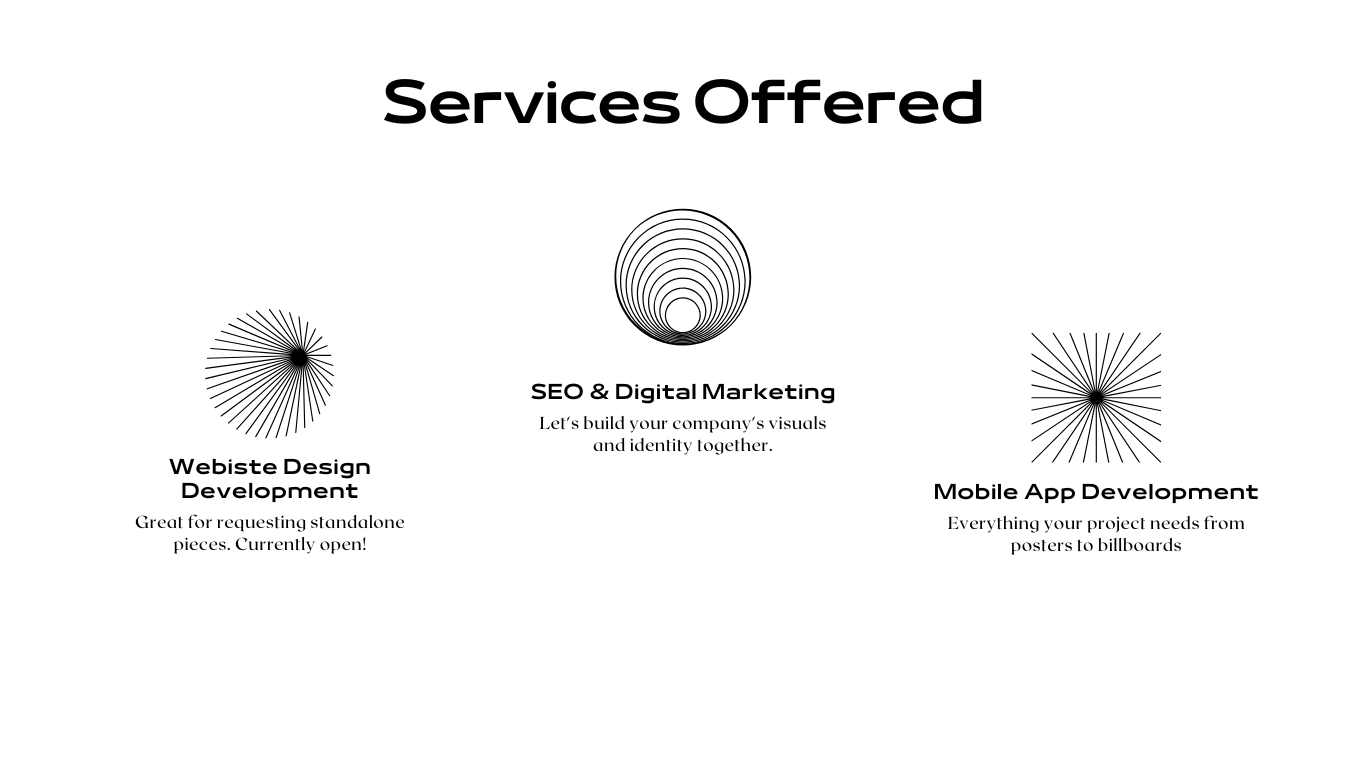 Services Offered
SEO & Digital Marketing
Let's build your company's visuals
and identity together.
Webiste Design
Development
Great for requesting standalone
pieces. Currently open!
Mobile App Development
Everything your project needs from
posters to billboards